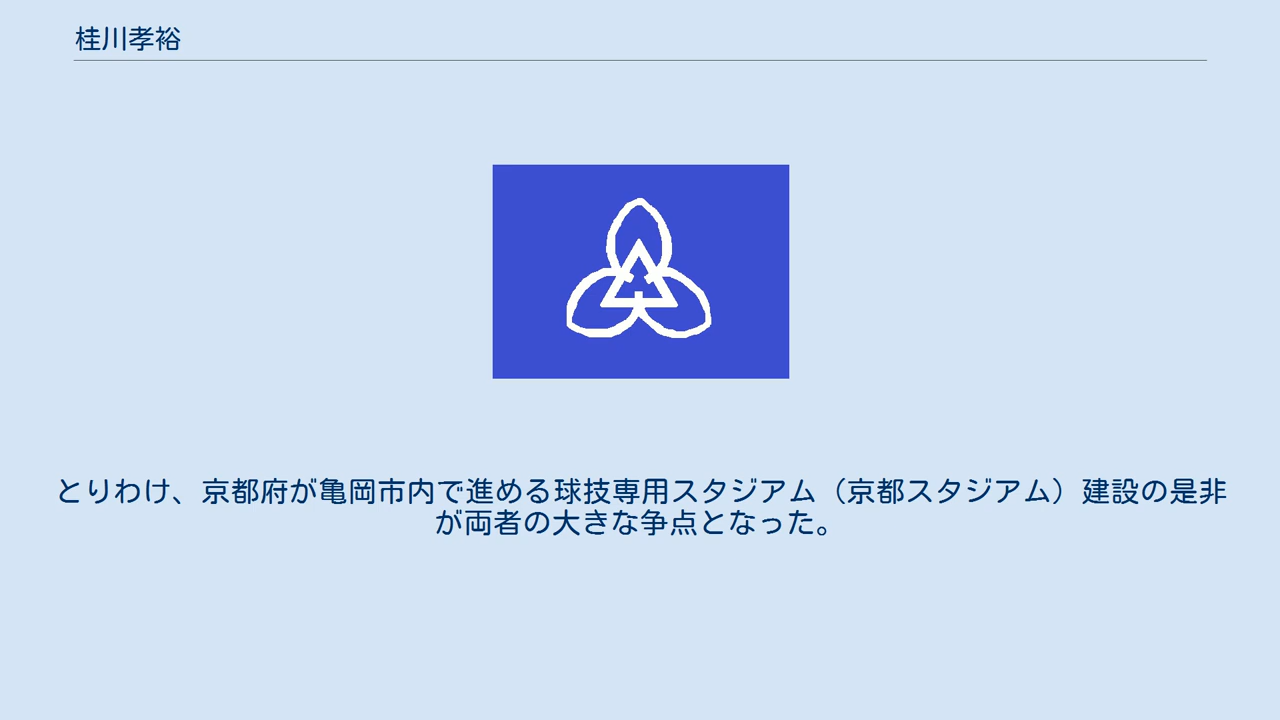 桂川孝裕
とりわけ、京都府が亀岡市内で進める球技専用スタジアム（京都スタジアム）建設の是非
が両者の大きな争点となった。